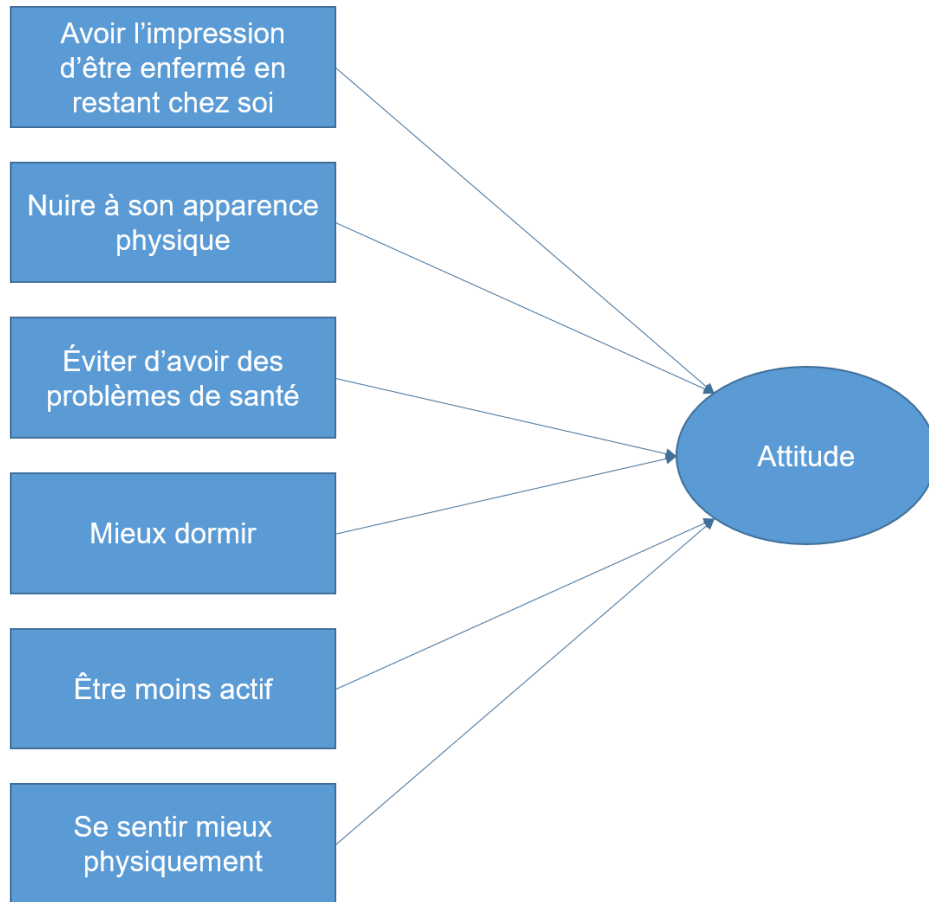 Avoir l’impression
d’être enfermé en
restant chez soi
Nuire à son apparence
physique
Éviter d’avoir des
problèmes de santé
Mieux dormir
Être moins actif
Se sentir mieux
physiquement
Attitude